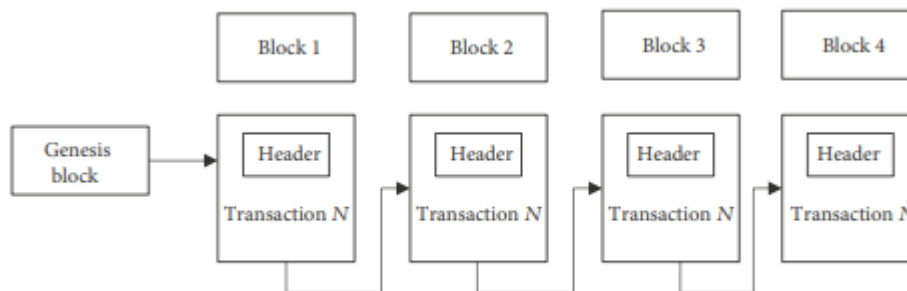 Block 1
Block 2
Block 3
Block 4
Genesis
block
Header
Header
Header
Header
Transaction N
Transaction N
Transaction N
Transaction N